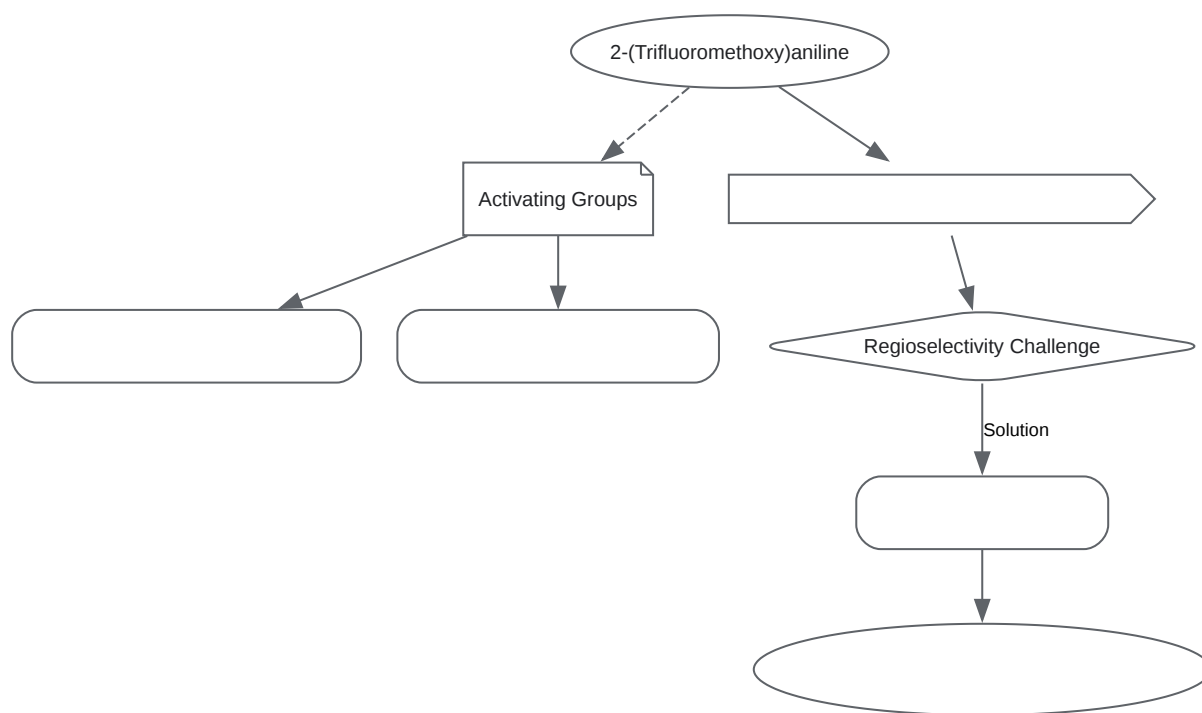 2-(Trifluoromethoxy)aniline
Activating Groups
Regioselectivity Challenge
Solution